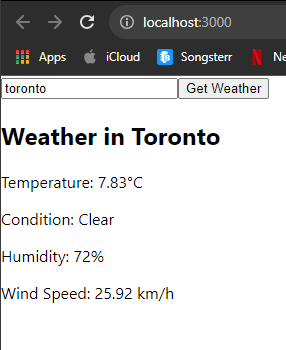 localhost:3000
Apps iCloud Songsterr Ne
toronto Get Weather
Weather in Toronto
Temperature: 7.83°C
Condition: Clear
Humidity: 72%
Wind Speed: 25.92 km/h